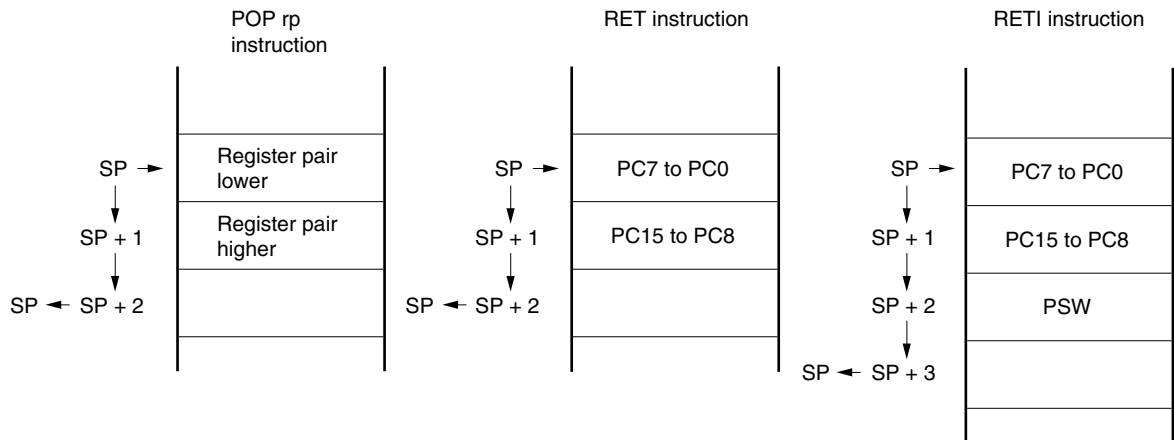 POP rp
instruction
SP
Register pair
lower
SP + 1
Register pair
higher
SP
SP + 2
RET instruction
SP
PC7 to PC0
SP + 1
PC15 to PC8
SP
SP + 2
RETI instruction
SP
PC7 to PC0
SP + 1
PC15 to PC8
SP + 2
PSW
SP
SP + 3